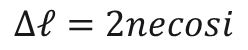 Δℓ = 2necosi